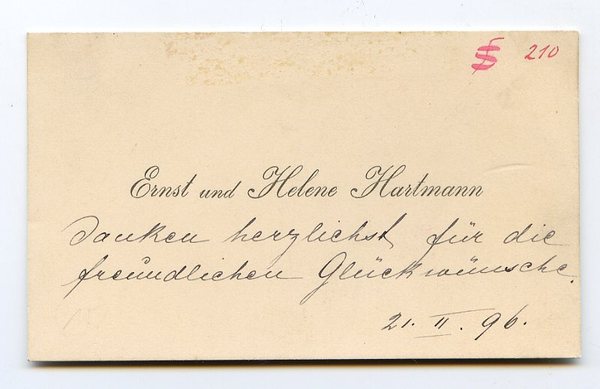 210
Ernst und Helene Hartmann
Danken herzlichst für die
freundlichen Glückwünsche.
21. II. 96.